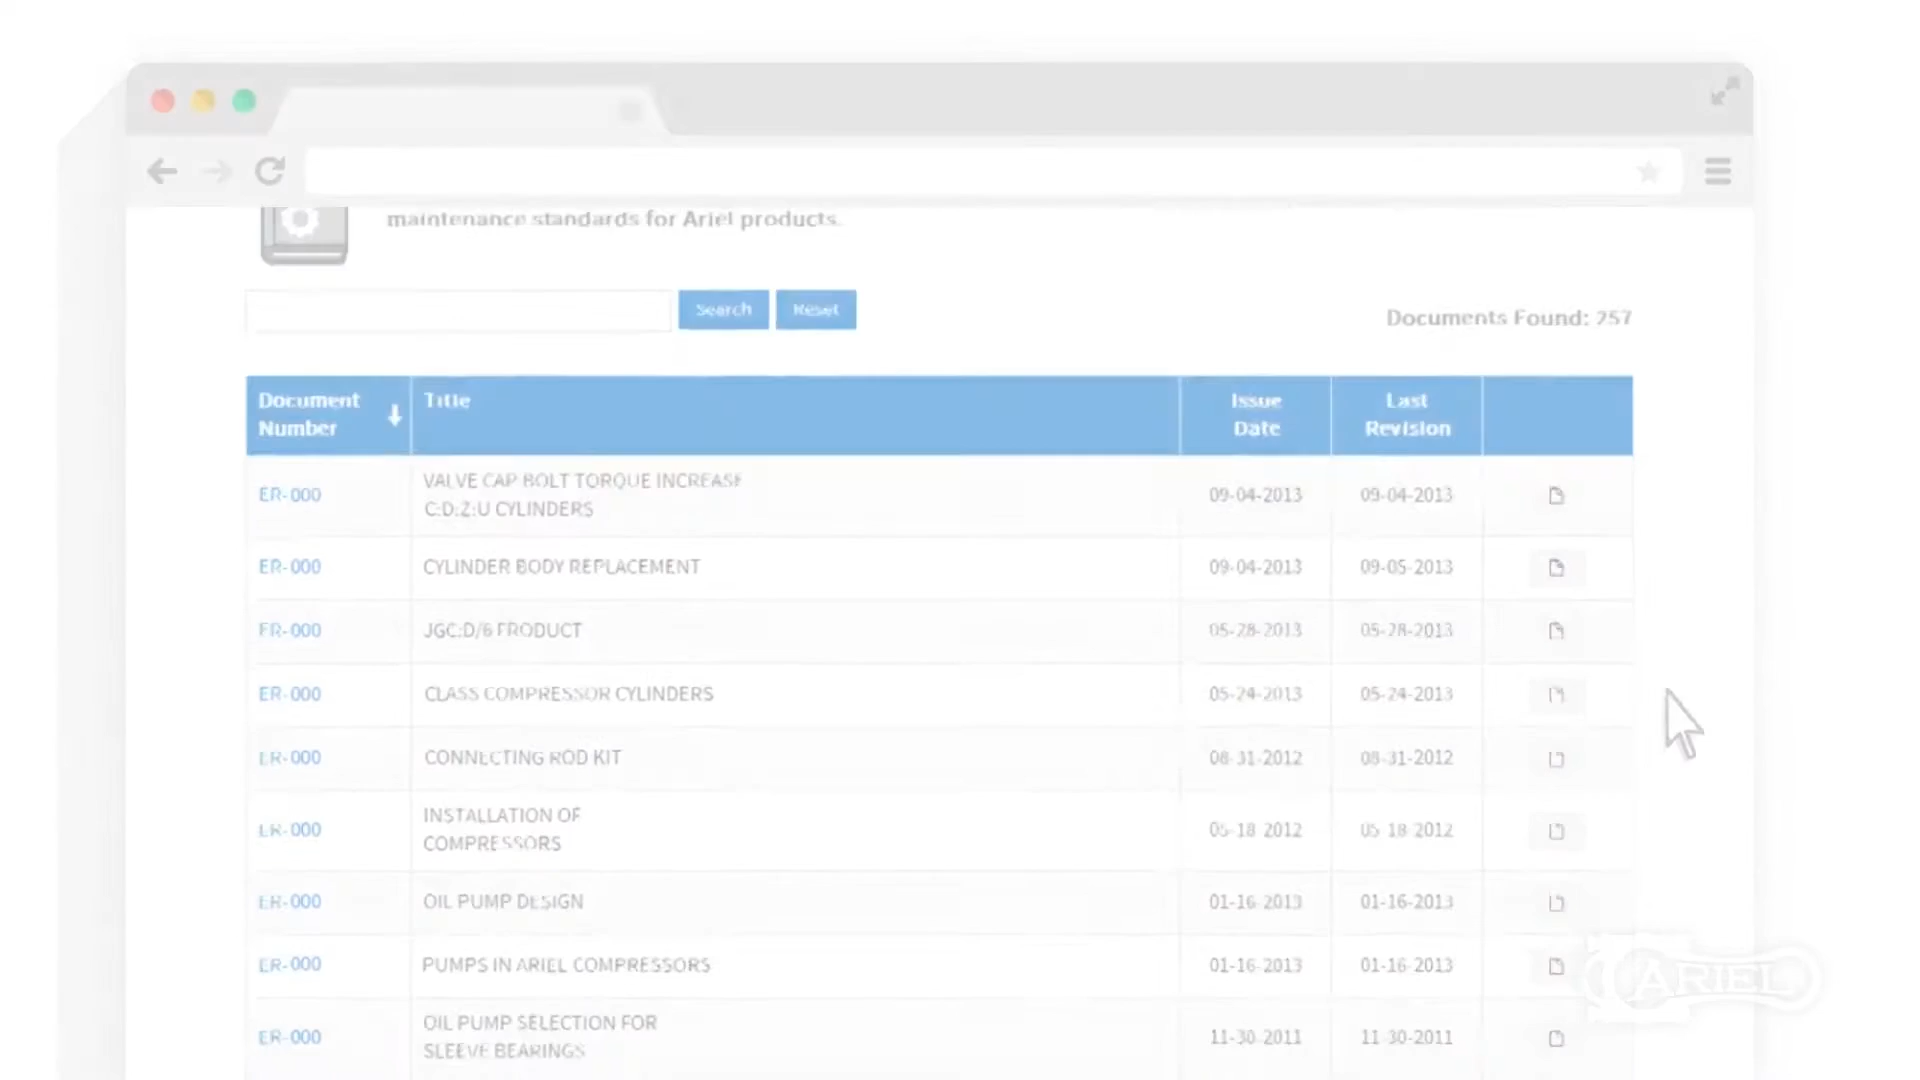 maintenance standards for Ariel products.
Search Reset
Documents Found: 257
Document Number Title Issue Date Last Revision
ER-000 VALVE CAP BOLT TORQUE INCREASE 09-04-2013 09-04-2013
C:D:Z:U CYLINDERS
ER-000 CYLINDER BODY REPLACEMENT 09-04-2013 09-05-2013
ER-000 JGC:D/6 PRODUCT 05-28-2013 05-28-2013
ER-000 CLASS COMPRESSOR CYLINDERS 05-24-2013 05-24-2013
ER-000 CONNECTING ROD KIT 08-31-2012 08-31-2012
ER-000 INSTALLATION OF 05-18-2012 05-18-2012
COMPRESSORS
ER-000 OIL PUMP DESIGN 01-16-2013 01-16-2013
ER-000 PUMPS IN ARIEL COMPRESSORS 01-16-2013 01-16-2013
ER-000 OIL PUMP SELECTION FOR 11-30-2011 11-30-2011
SLEEVE BEARINGS
ARIEL